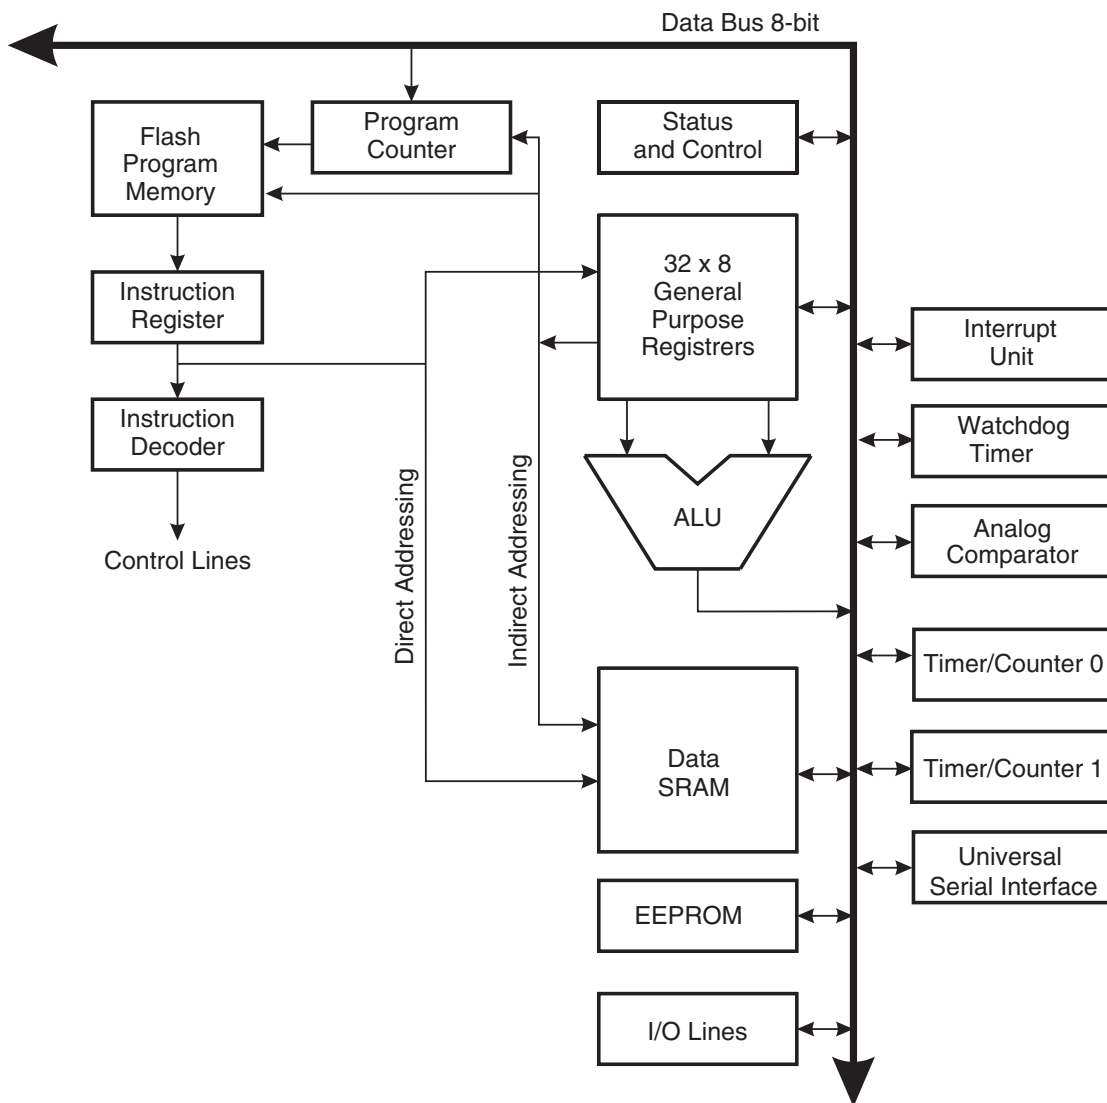 Data Bus 8-bit
Flash
Program
Memory
Program
Counter
Status
and Control
Instruction
Register
32 x 8
General
Purpose
Registrers
Interrupt
Unit
Instruction
Decoder
Watchdog
Timer
Control Lines
Direct Addressing
Indirect Addressing
ALU
Analog
Comparator
Timer/Counter 0
Data
SRAM
Timer/Counter 1
Universal
Serial Interface
EEPROM
I/O Lines